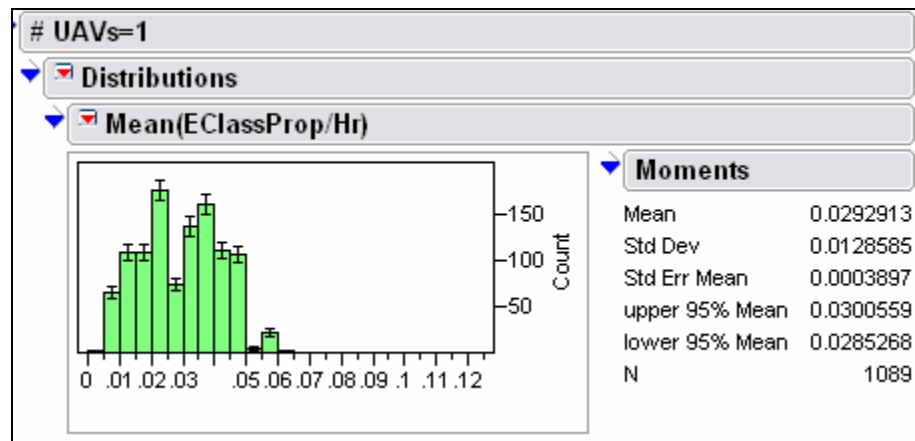 # UAVs=1
Distributions
Mean(EClassProp/Hr)
150
100
50
Count
0 .01 .02 .03 .05 .06 .07 .08 .09 .1 .11 .12
Moments
Mean 0.0292913
Std Dev 0.0128585
Std Err Mean 0.0003897
upper 95% Mean 0.0300559
lower 95% Mean 0.0285268
N 1089